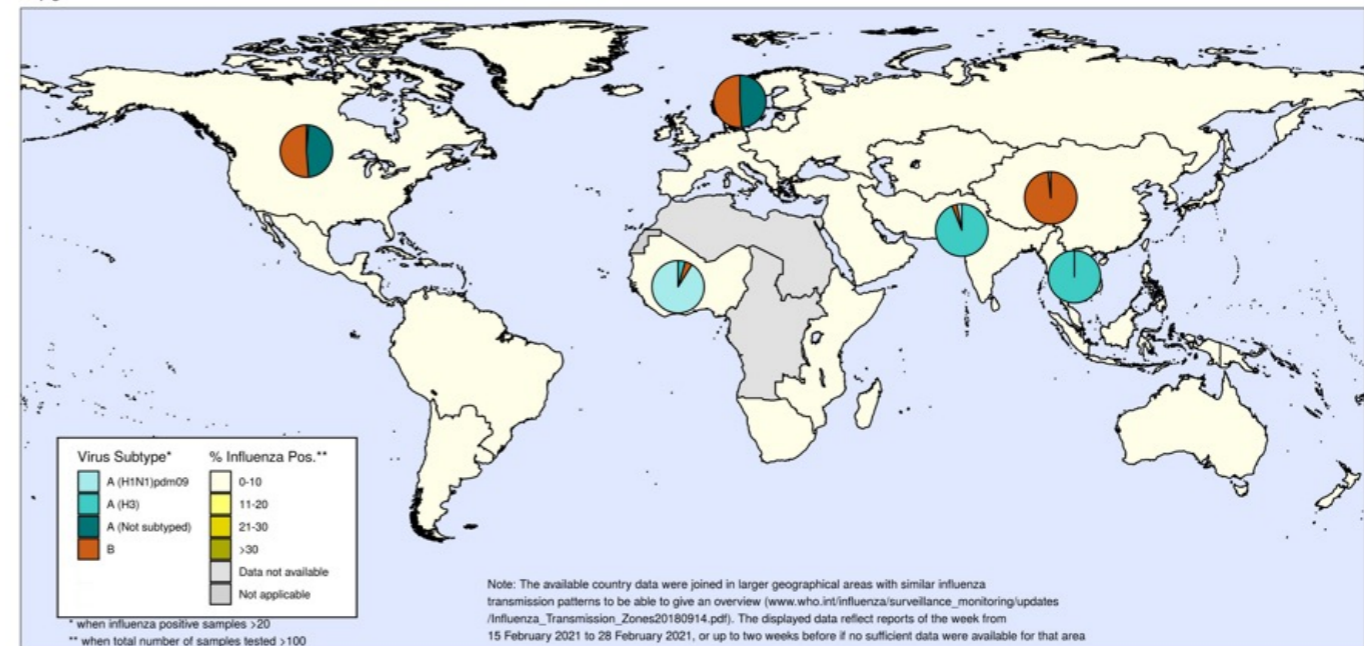 Virus Subtype*
A (H1N1)pdm09
A (H3)
A (Not subtyped)
B
% Influenza Pos.**
0-10
11-20
21-30
>30
Data not available
Not applicable
* when influenza positive samples >20
** when total number of samples tested >100
Note: The available country data were joined in larger geographical areas with similar influenza
transmission patterns to be able to give an overview (www.who.int/influenza/surveillance_monitoring/updates
/Influenza_Transmission_Zones20180914.pdf). The displayed data reflect reports of the week from
15 February 2021 to 28 February 2021, or up to two weeks before if no sufficient data were available for that area